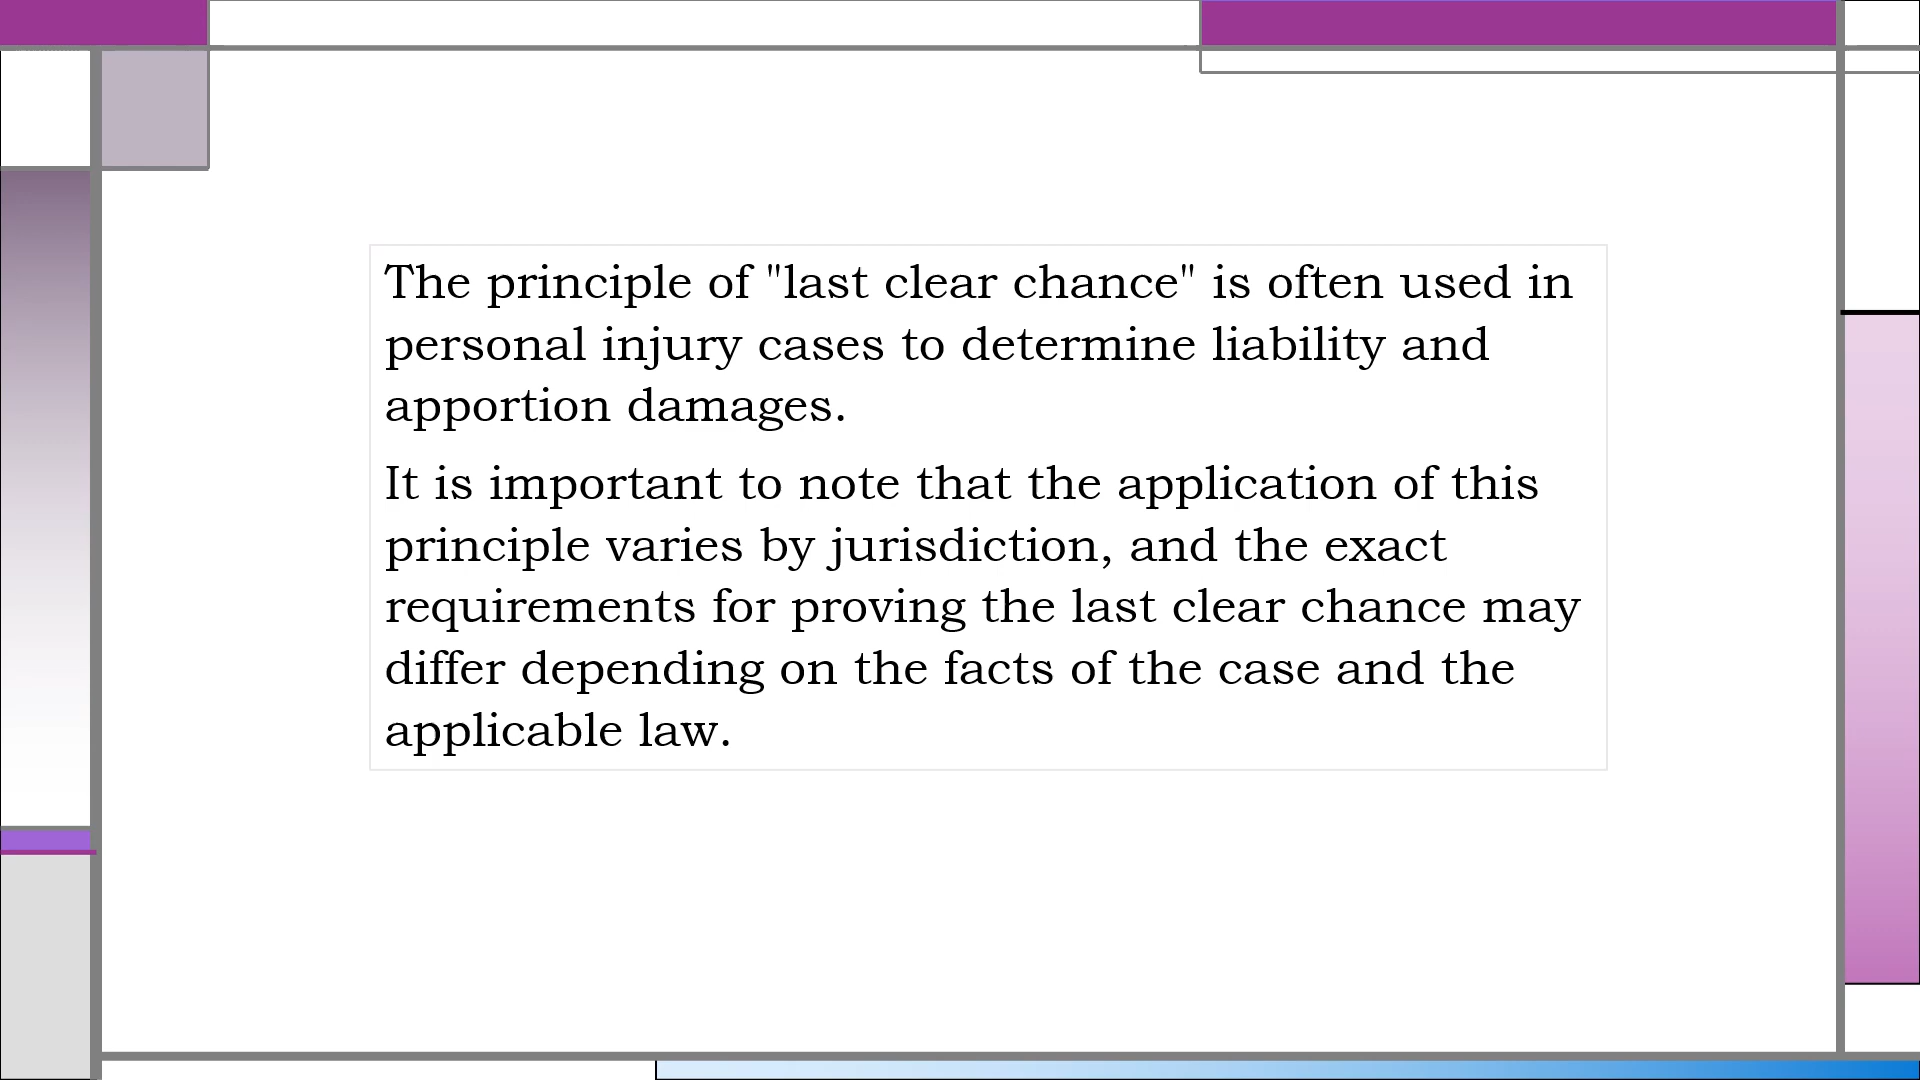 The principle of "last clear chance" is often used in
personal injury cases to determine liability and
apportion damages.
It is important to note that the application of this
principle varies by jurisdiction, and the exact
requirements for proving the last clear chance may
differ depending on the facts of the case and the
applicable law.